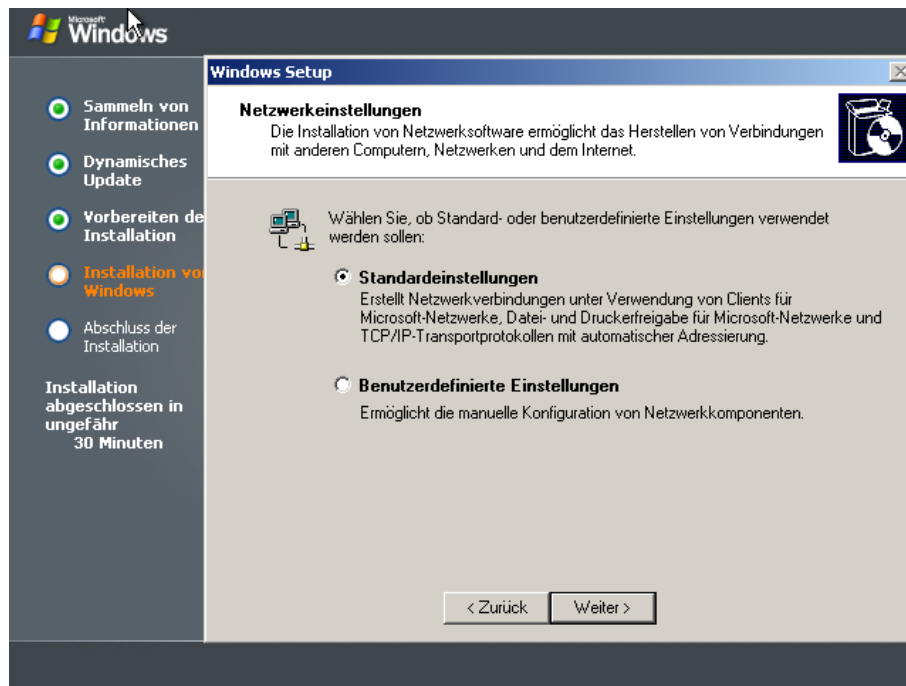 Microsoft
Windows
Windows Setup
Sammeln von
Informationen
Dynamisches
Update
Vorbereiten de
Installation
Installation vo
Windows
Abschluss der
Installation
Installation
abgeschlossen in
ungefähr
30 Minuten
Netzwerkeinstellungen
Die Installation von Netzwerksoftware ermöglicht das Herstellen von Verbindungen
mit anderen Computern, Netzwerken und dem Internet.
Wählen Sie, ob Standard- oder benutzerdefinierte Einstellungen verwendet
werden sollen:
Standardeinstellungen
Erstellt Netzwerkverbindungen unter Verwendung von Clients für
Microsoft-Netzwerke, Datei- und Druckerfreigabe für Microsoft-Netzwerke und
TCP/IP-Transportprotokollen mit automatischer Adressierung.
Benutzerdefinierte Einstellungen
Ermöglicht die manuelle Konfiguration von Netzwerkkomponenten.
< Zurück
Weiter >